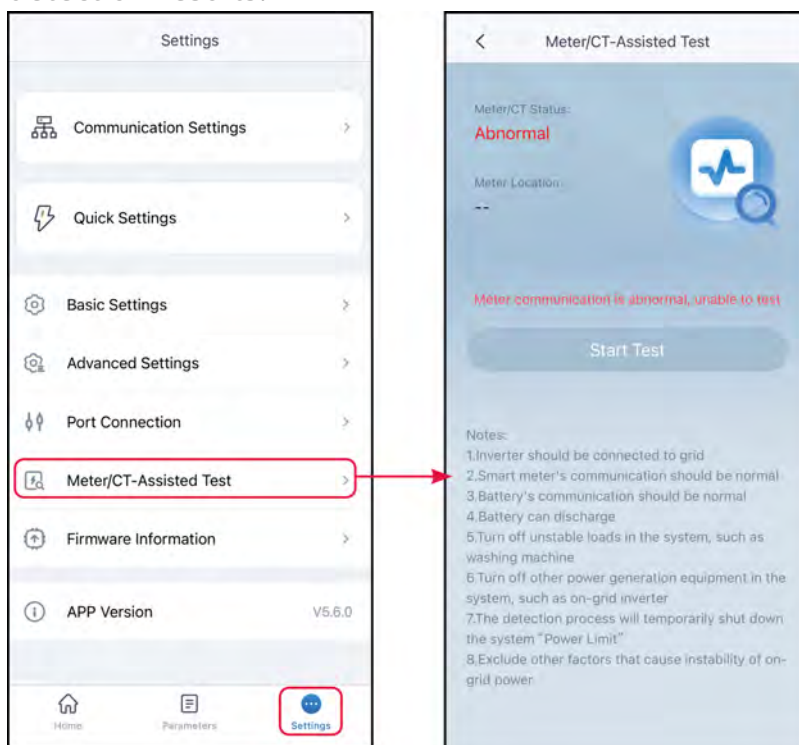 Settings
Communication Settings
Quick Settings
Basic Settings
Advanced Settings
Port Connection
Meter/CT-Assisted Test
Firmware Information
APP Version V5.6.0
Home Parameters Settings
Meter/CT-Assisted Test
Meter/CT Status:
Abnormal
Meter Location:
--
Meter communication is abnormal, unable to test
Start Test
Notes:
1.Inverter should be connected to grid
2.Smart meter's communication should be normal
3.Battery's communication should be normal
4.Battery can discharge
5.Turn off unstable loads in the system, such as
washing machine
6.Turn off other power generation equipment in the
system, such as on-grid inverter
7.The detection process will temporarily shut down
the system "Power Limit"
8.Exclude other factors that cause instability of on-
grid power